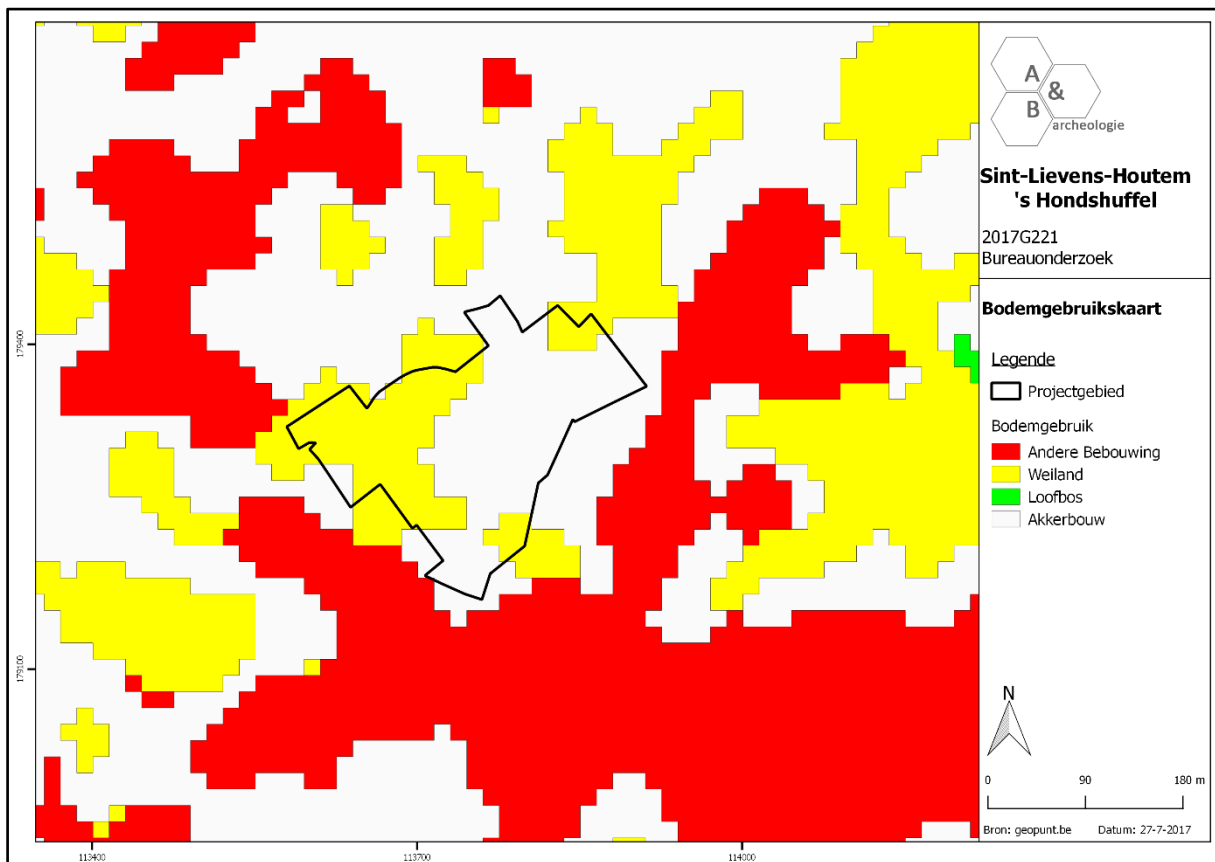 A
&
B
archeologie
Sint-Lievens-Houtem
's Hondshuffel
2017G221
Bureauonderzoek
Bodemgebruikskaart
Legende
Projectgebied
Bodemgebruik
Andere Bebouwing
Weiland
Loofbos
Akkerbouw
N
0 90 180 m
Bron: geopunt.be Datum: 27-7-2017
179400
179100
113400 113700 114000